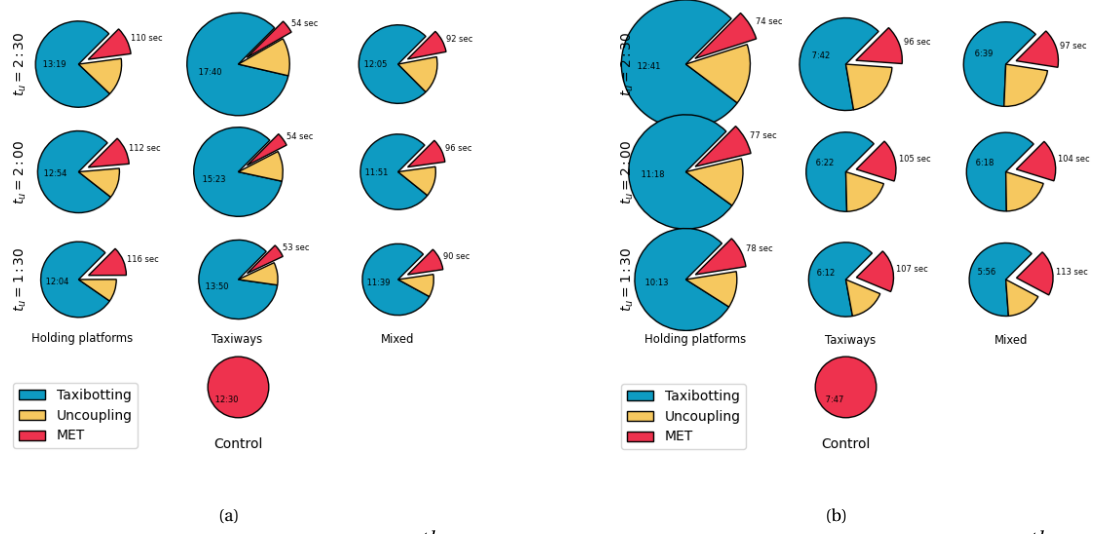 t_u = 2 : 30
13:19
110 sec
17:40
54 sec
12:05
92 sec
t_u = 2 : 00
12:54
112 sec
15:23
54 sec
11:51
96 sec
t_u = 1 : 30
12:04
116 sec
13:50
53 sec
11:39
90 sec
Holding platforms
Taxiways
Mixed
Taxibotting
Uncoupling
MET
12:30
Control
(a)
t_u = 2 : 30
12:41
74 sec
7:42
96 sec
6:39
97 sec
t_u = 2 : 00
11:18
77 sec
6:22
105 sec
6:18
104 sec
t_u = 1 : 30
10:13
78 sec
6:12
107 sec
5:56
113 sec
Holding platforms
Taxiways
Mixed
Taxibotting
Uncoupling
MET
7:47
Control
(b)